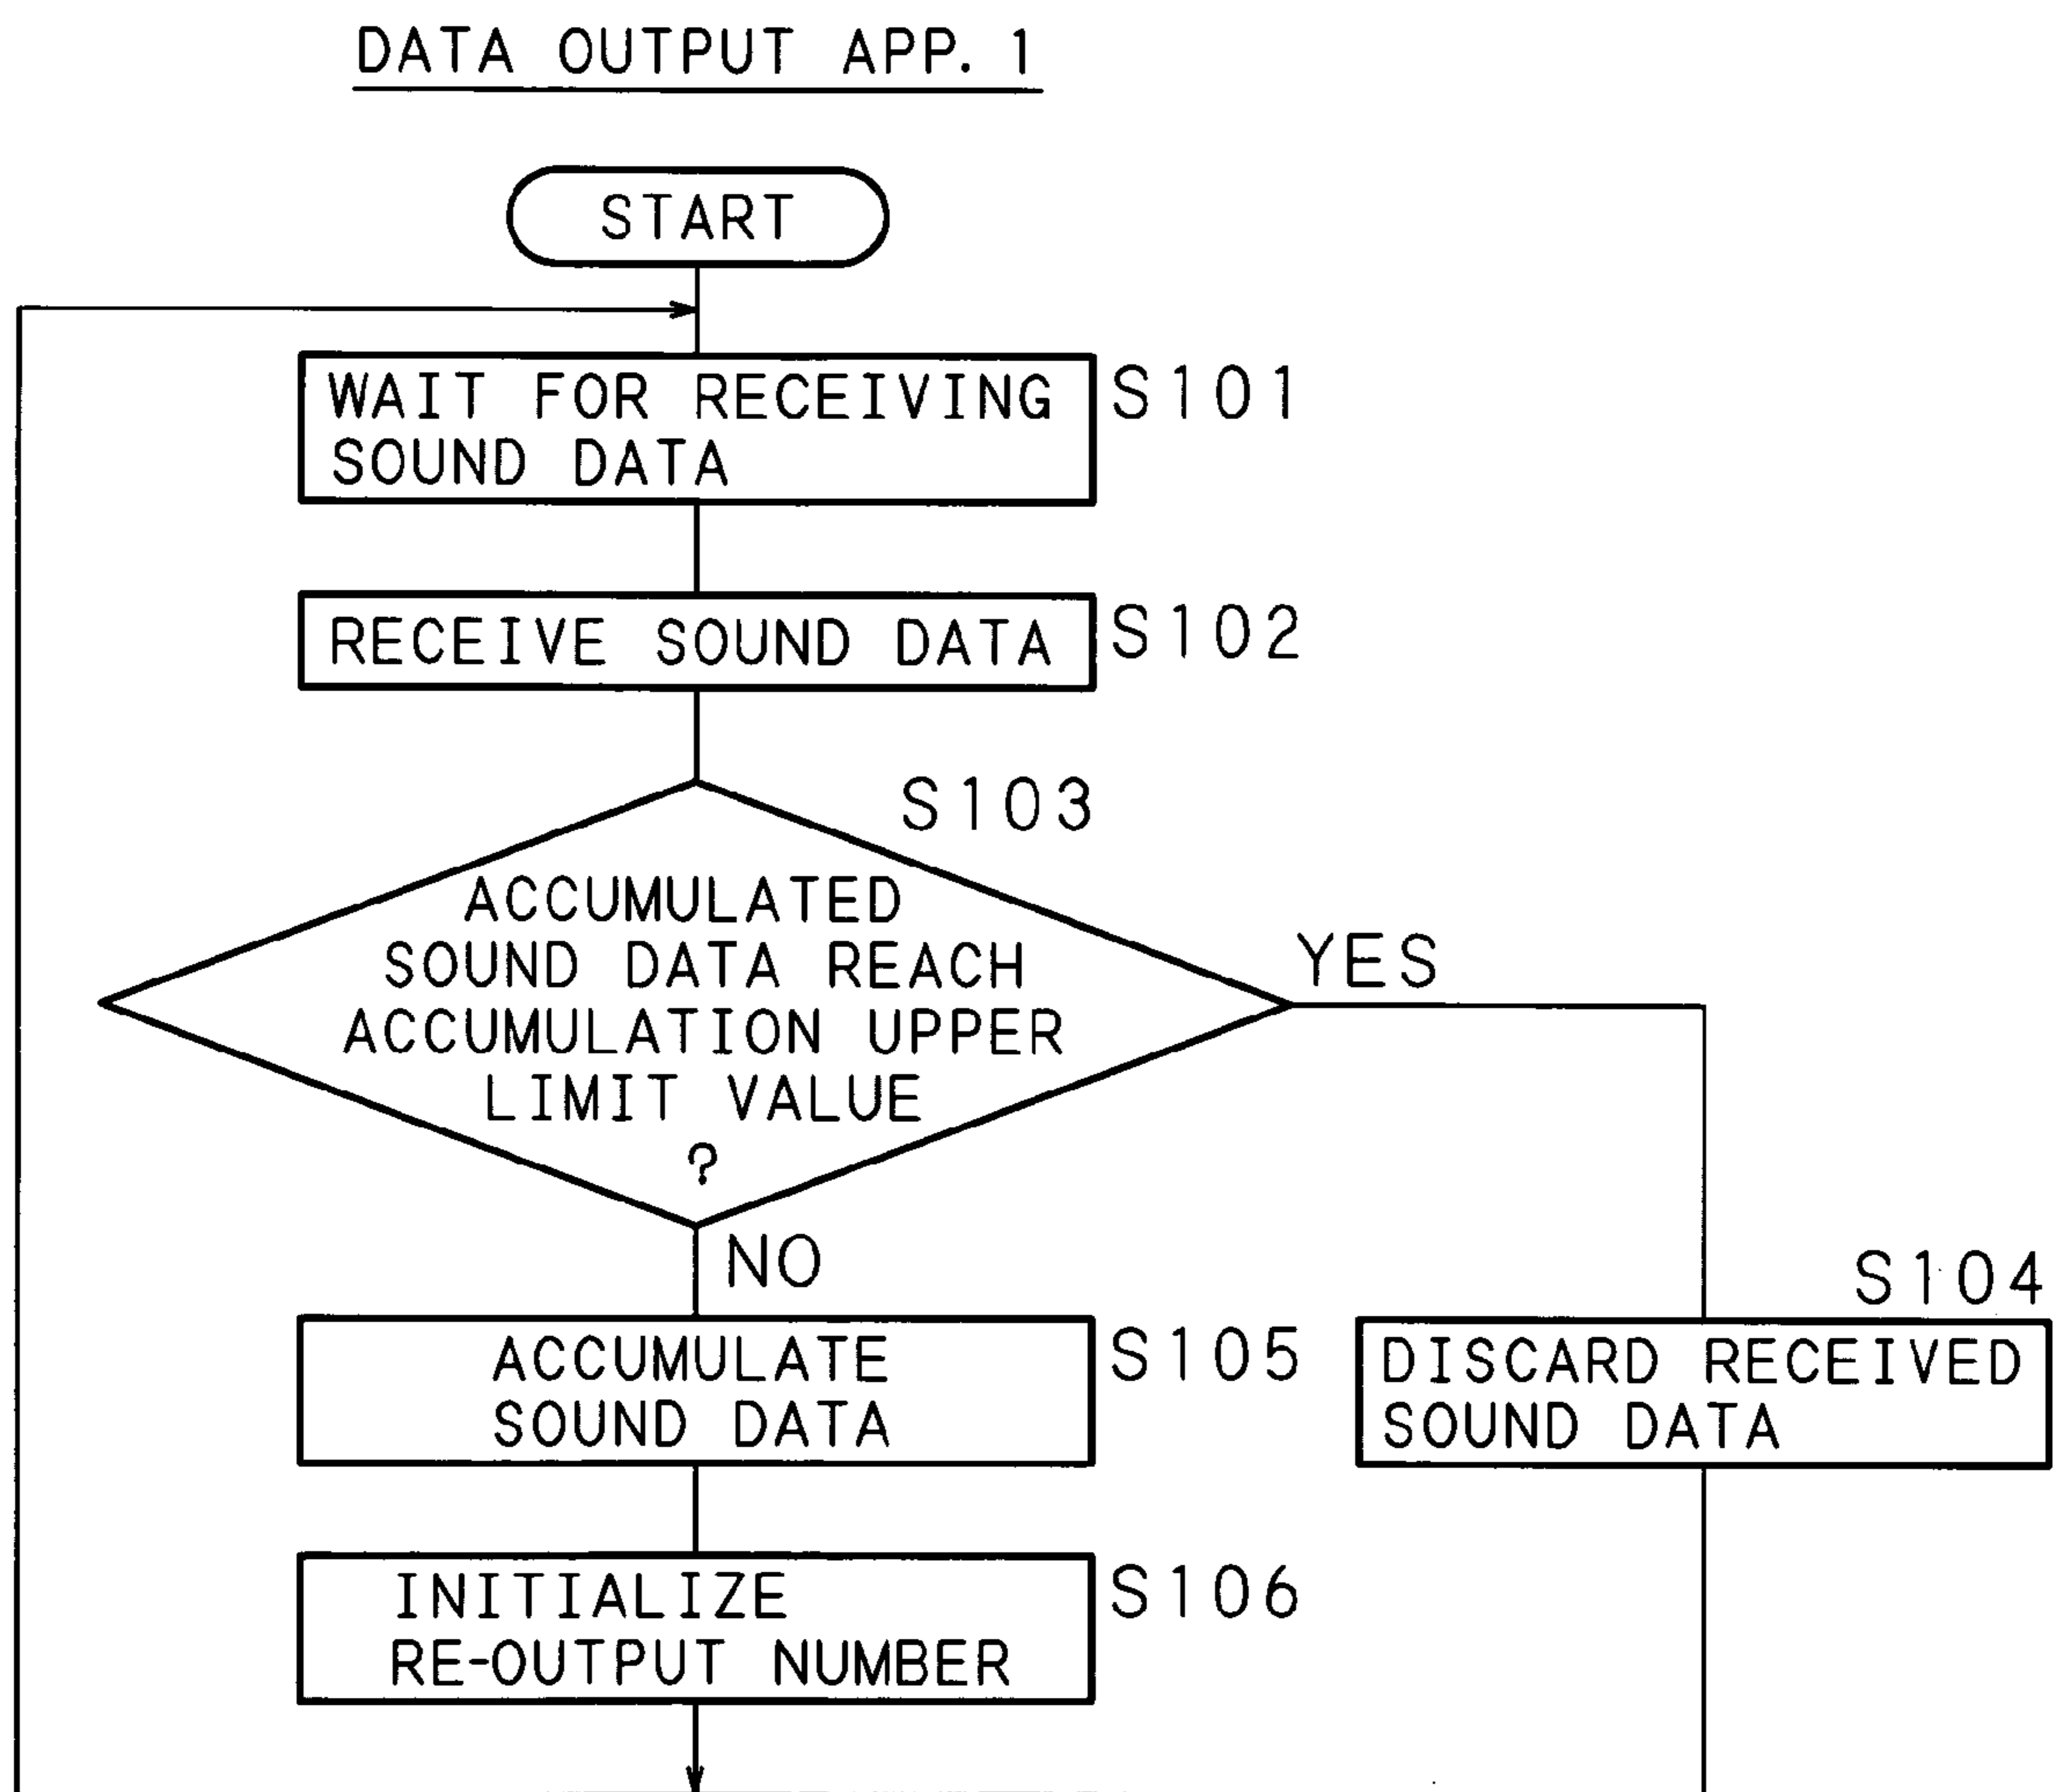 DATA OUTPUT APP. 1
START
WAIT FOR RECEIVING
SOUND DATA
S101
RECEIVE SOUND DATA
S102
S103
ACCUMULATED
SOUND DATA REACH
ACCUMULATION UPPER
LIMIT VALUE
?
YES
NO
S104
ACCUMULATE
SOUND DATA
S105
DISCARD RECEIVED
SOUND DATA
INITIALIZE
RE-OUTPUT NUMBER
S106